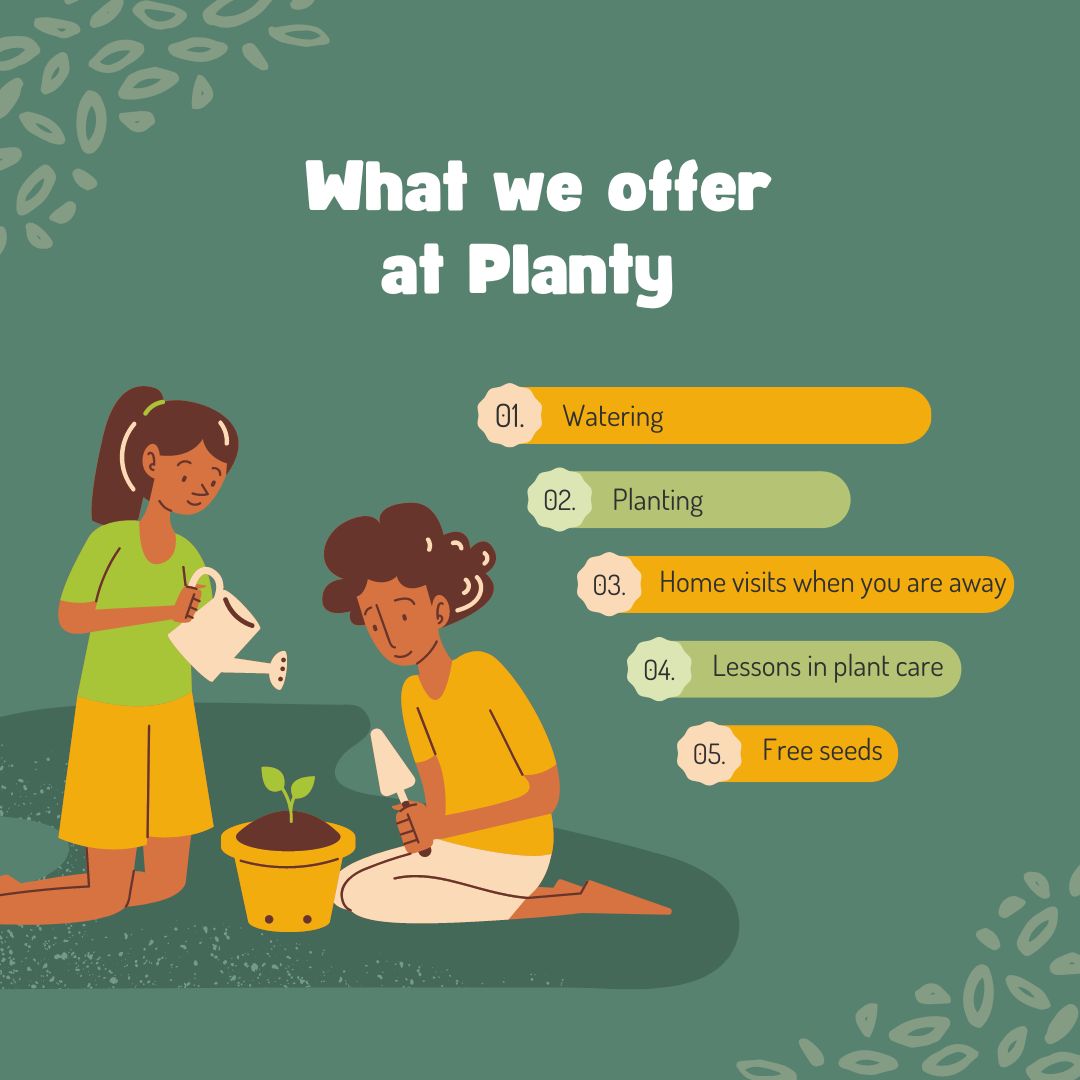 What we offer
at Planty
01. Watering
02. Planting
03. Home visits when you are away
04. Lessons in plant care
05. Free seeds